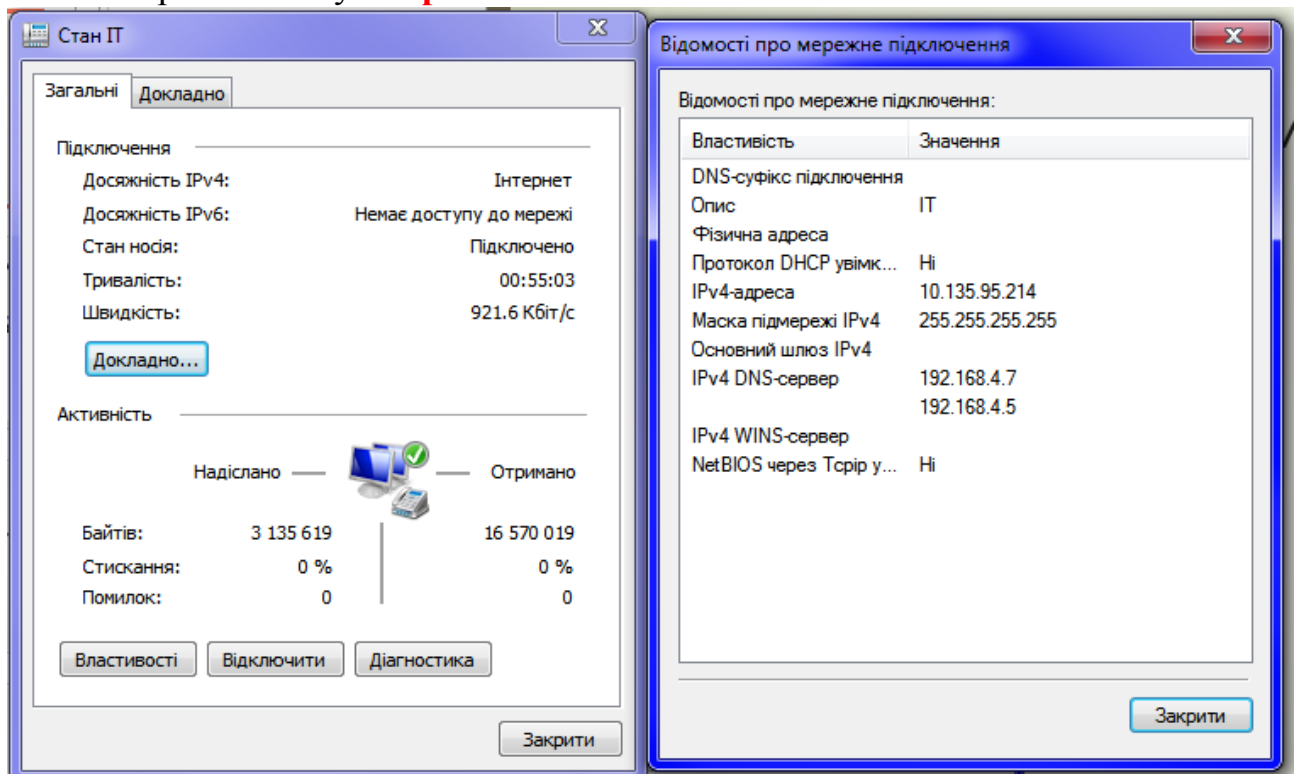 Стан IT
Загальні Докладно
Підключення
Досяжність IPv4: Інтернет
Досяжність IPv6: Немає доступу до мережі
Стан носія: Підключено
Тривалість: 00:55:03
Швидкість: 921.6 Кбіт/с
Докладно...
Активність
Надіслано Отримано
Байтів: 3 135 619 16 570 019
Стискання: 0 % 0 %
Помилок: 0 0
Властивості Відключити Діагностика
Закрити
Відомості про мережне підключення
Відомості про мережне підключення:
Властивість Значення
DNS-суфікс підключення
Опис IT
Фізична адреса
Протокол DHCP увімк... Ні
IPv4-адреса 10.135.95.214
Маска підмережі IPv4 255.255.255.255
Основний шлюз IPv4
IPv4 DNS-сервер 192.168.4.7
192.168.4.5
IPv4 WINS-сервер
NetBIOS через Tcpip у... Ні
Закрити